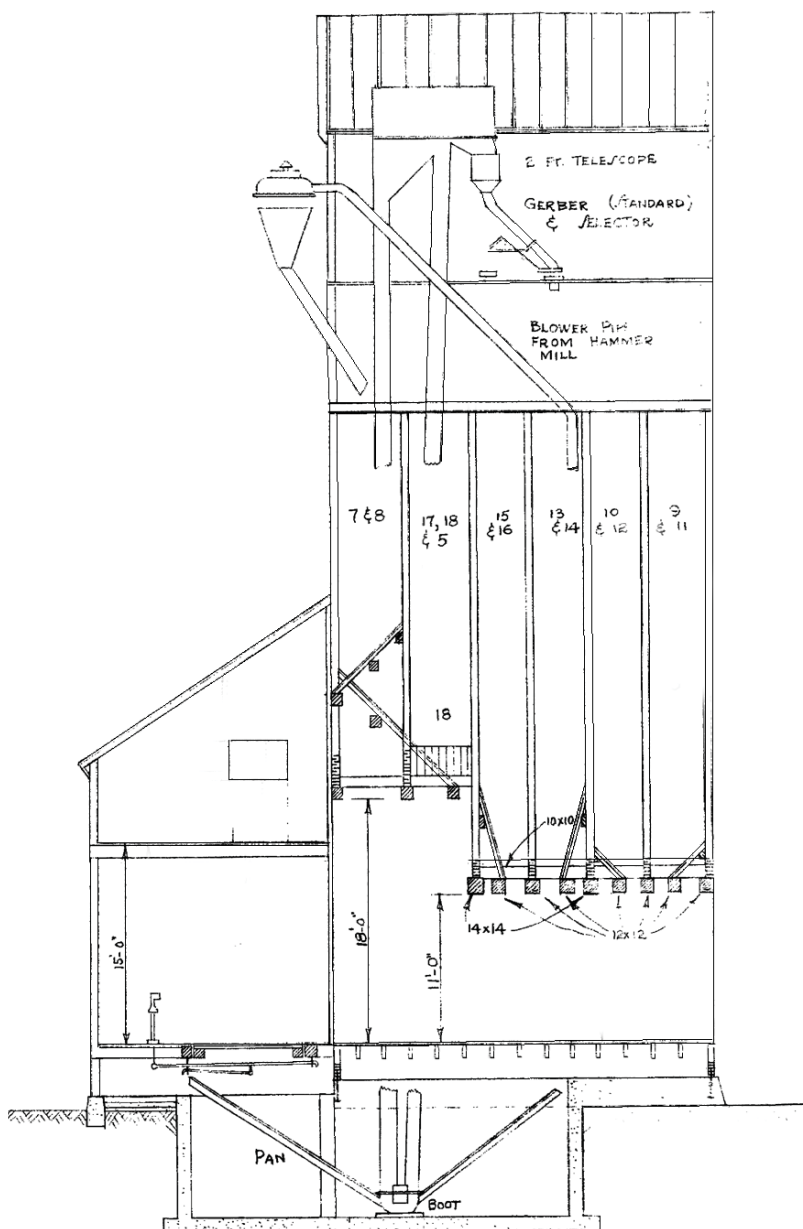 2 FT. TELESCOPE
GERBER (STANDARD)
& SELECTOR
BLOWER PIPE
FROM HAMMER
MILL
7 & 8
17, 18
& 5
15
& 16
13
& 14
10
& 12
9
& 11
18
10x10
14x14
12x12
15'-0"
18'-0"
11'-0"
PAN
BOOT